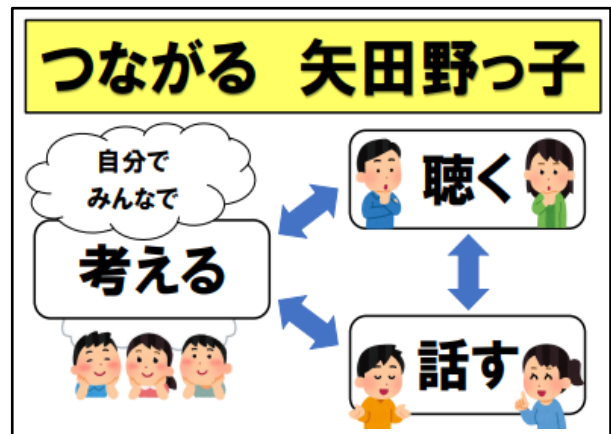 つながる 矢田野っ子
自分で
みんなで
考える
聴く
話す